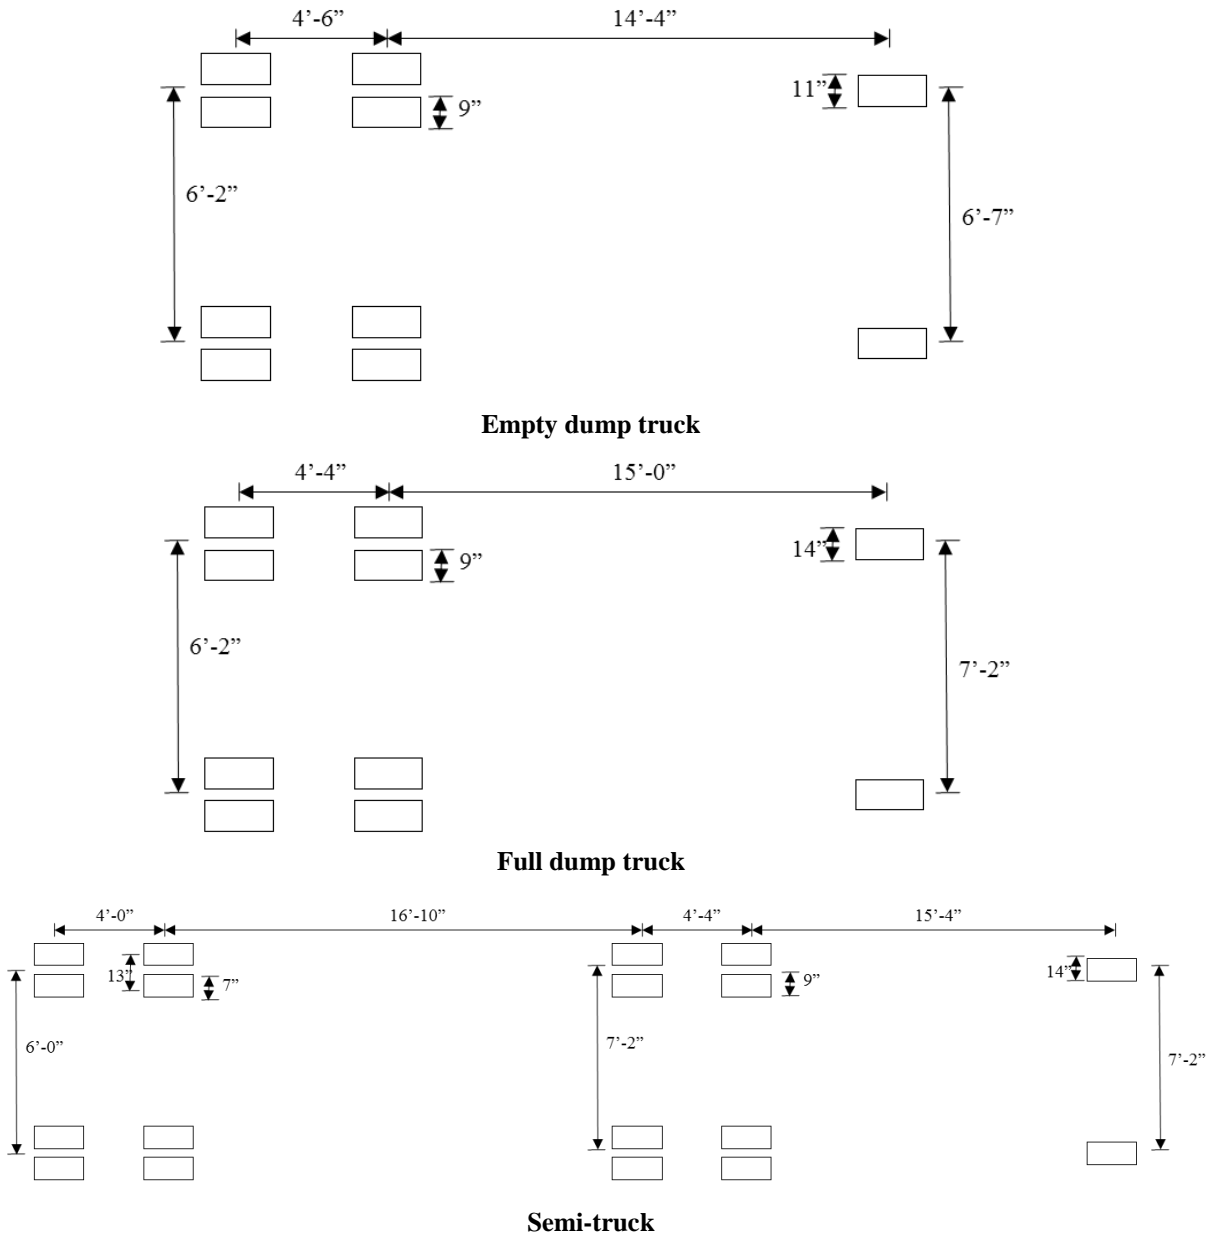 4’-6” 14’-4”
11”
9”
6’-2”
6’-7”
Empty dump truck
4’-4” 15’-0”
14”
9”
6’-2”
7’-2”
Full dump truck
4’-0” 16’-10” 4’-4” 15’-4”
13” 7” 9” 14”
6’-0” 7’-2” 7’-2”
Semi-truck